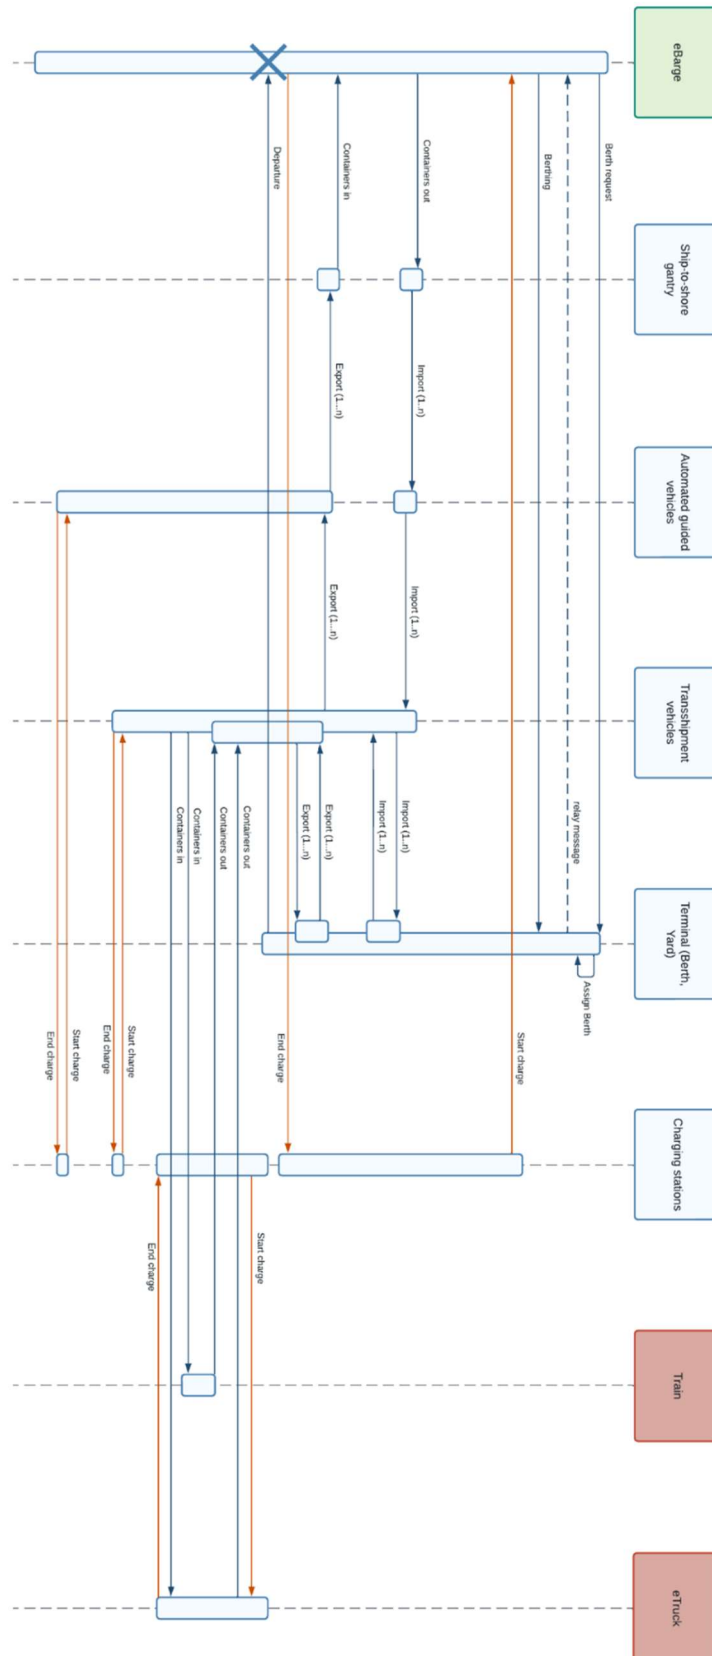 eBarge
Ship-to-shore
gantry
Automated guided
vehicles
Transshipment
vehicles
Terminal (Berth,
Yard)
Charging stations
Train
eTruck
Berth request
Assign Berth
relay message
Berthing
Start charge
Containers out
Import (1..n)
Import (1..n)
Import (1..n)
Import (1..n)
Containers in
Export (1...n)
Export (1...n)
Export (1...n)
Export (1...n)
End charge
Departure
Start charge
Containers out
Containers out
Containers in
Containers in
End charge
Start charge
End charge
Start charge
End charge